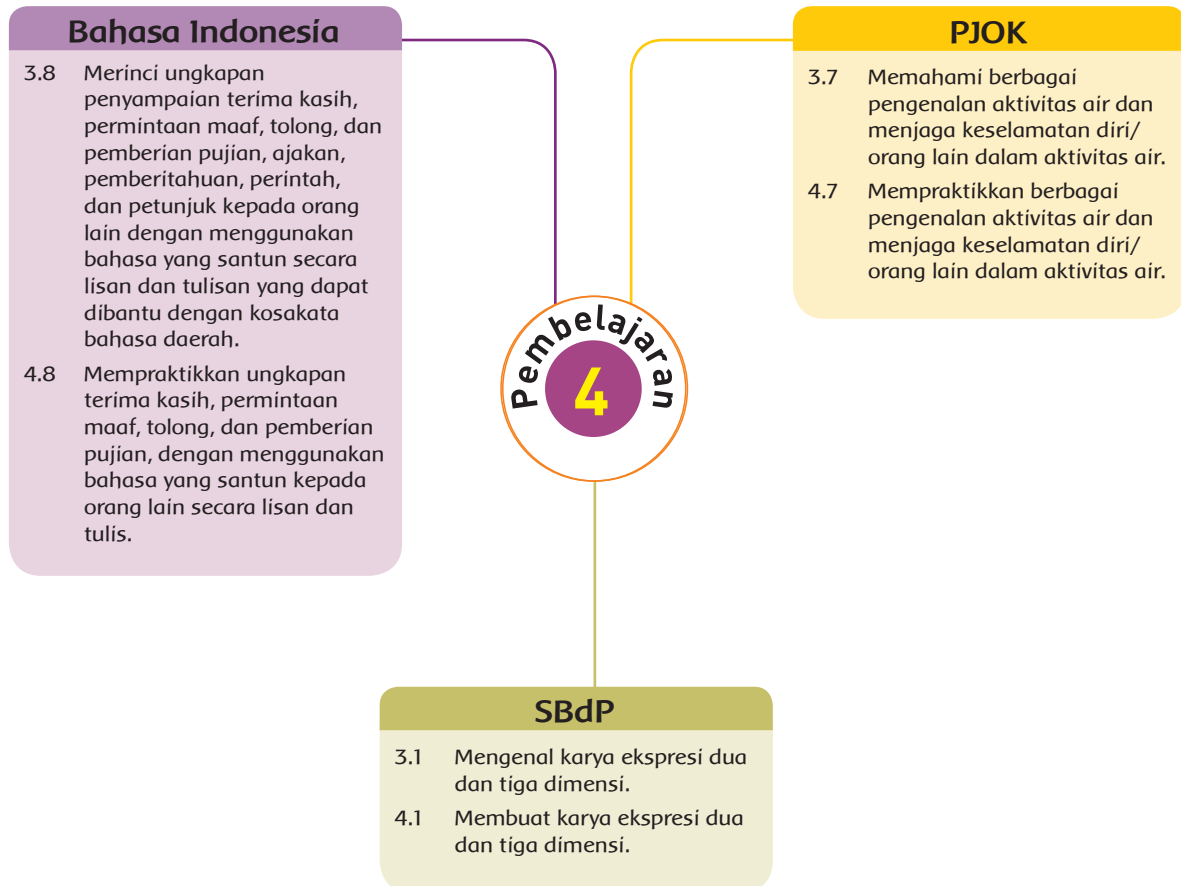 Bahasa Indonesia
3.8 Merinci ungkapan
penyampaian terima kasih,
permintaan maaf, tolong, dan
pemberian pujian, ajakan,
pemberitahuan, perintah,
dan petunjuk kepada orang
lain dengan menggunakan
bahasa yang santun secara
lisan dan tulisan yang dapat
dibantu dengan kosakata
bahasa daerah.
4.8 Mempraktikkan ungkapan
terima kasih, permintaan
maaf, tolong, dan pemberian
pujian, dengan menggunakan
bahasa yang santun kepada
orang lain secara lisan dan
tulis.
PJOK
3.7 Memahami berbagai
pengenalan aktivitas air dan
menjaga keselamatan diri/
orang lain dalam aktivitas air.
4.7 Mempraktikkan berbagai
pengenalan aktivitas air dan
menjaga keselamatan diri/
orang lain dalam aktivitas air.
Pembelajaran
4
SBdP
3.1 Mengenal karya ekspresi dua
dan tiga dimensi.
4.1 Membuat karya ekspresi dua
dan tiga dimensi.